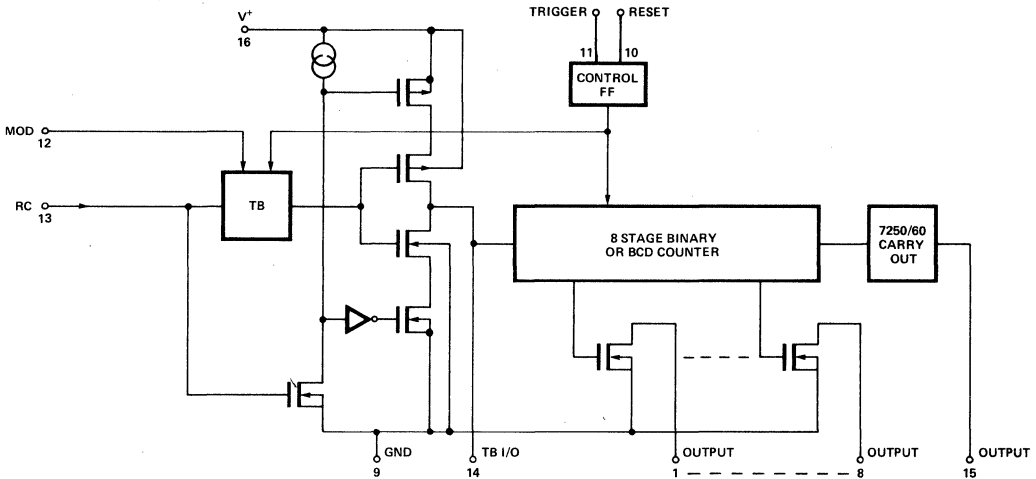 TRIGGER
RESET
V+
16
11
10
CONTROL
FF
MOD
12
RC
13
TB
8 STAGE BINARY
OR BCD COUNTER
7250/60
CARRY
OUT
GND
9
TB I/O
14
OUTPUT
1
OUTPUT
8
OUTPUT
15